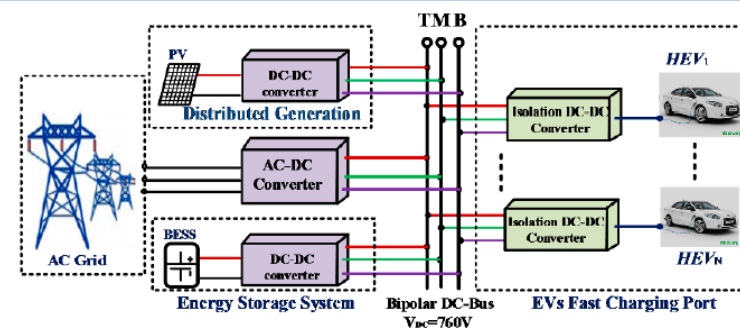 T M B
PV
DC-DC
converter
Distributed Generation
HEV1
Isolation DC-DC
Converter
AC-DC
Converter
AC Grid
BESS
DC-DC
converter
Energy Storage System
Bipolar DC-Bus
VDC=760V
Isolation DC-DC
Converter
HEVN
EVs Fast Charging Port